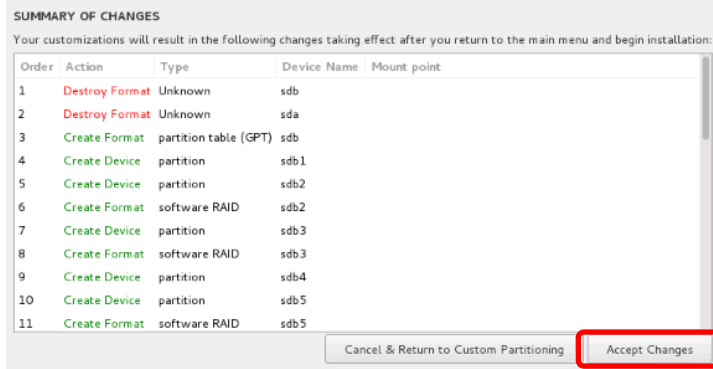 SUMMARY OF CHANGES
Your customizations will result in the following changes taking effect after you return to the main menu and begin installation:
Order Action Type Device Name Mount point
1 Destroy Format Unknown sdb
2 Destroy Format Unknown sda
3 Create Format partition table (GPT) sdb
4 Create Device partition sdb1
5 Create Device partition sdb2
6 Create Format software RAID sdb2
7 Create Device partition sdb3
8 Create Format software RAID sdb3
9 Create Device partition sdb4
10 Create Device partition sdb5
11 Create Format software RAID sdb5
Cancel & Return to Custom Partitioning Accept Changes